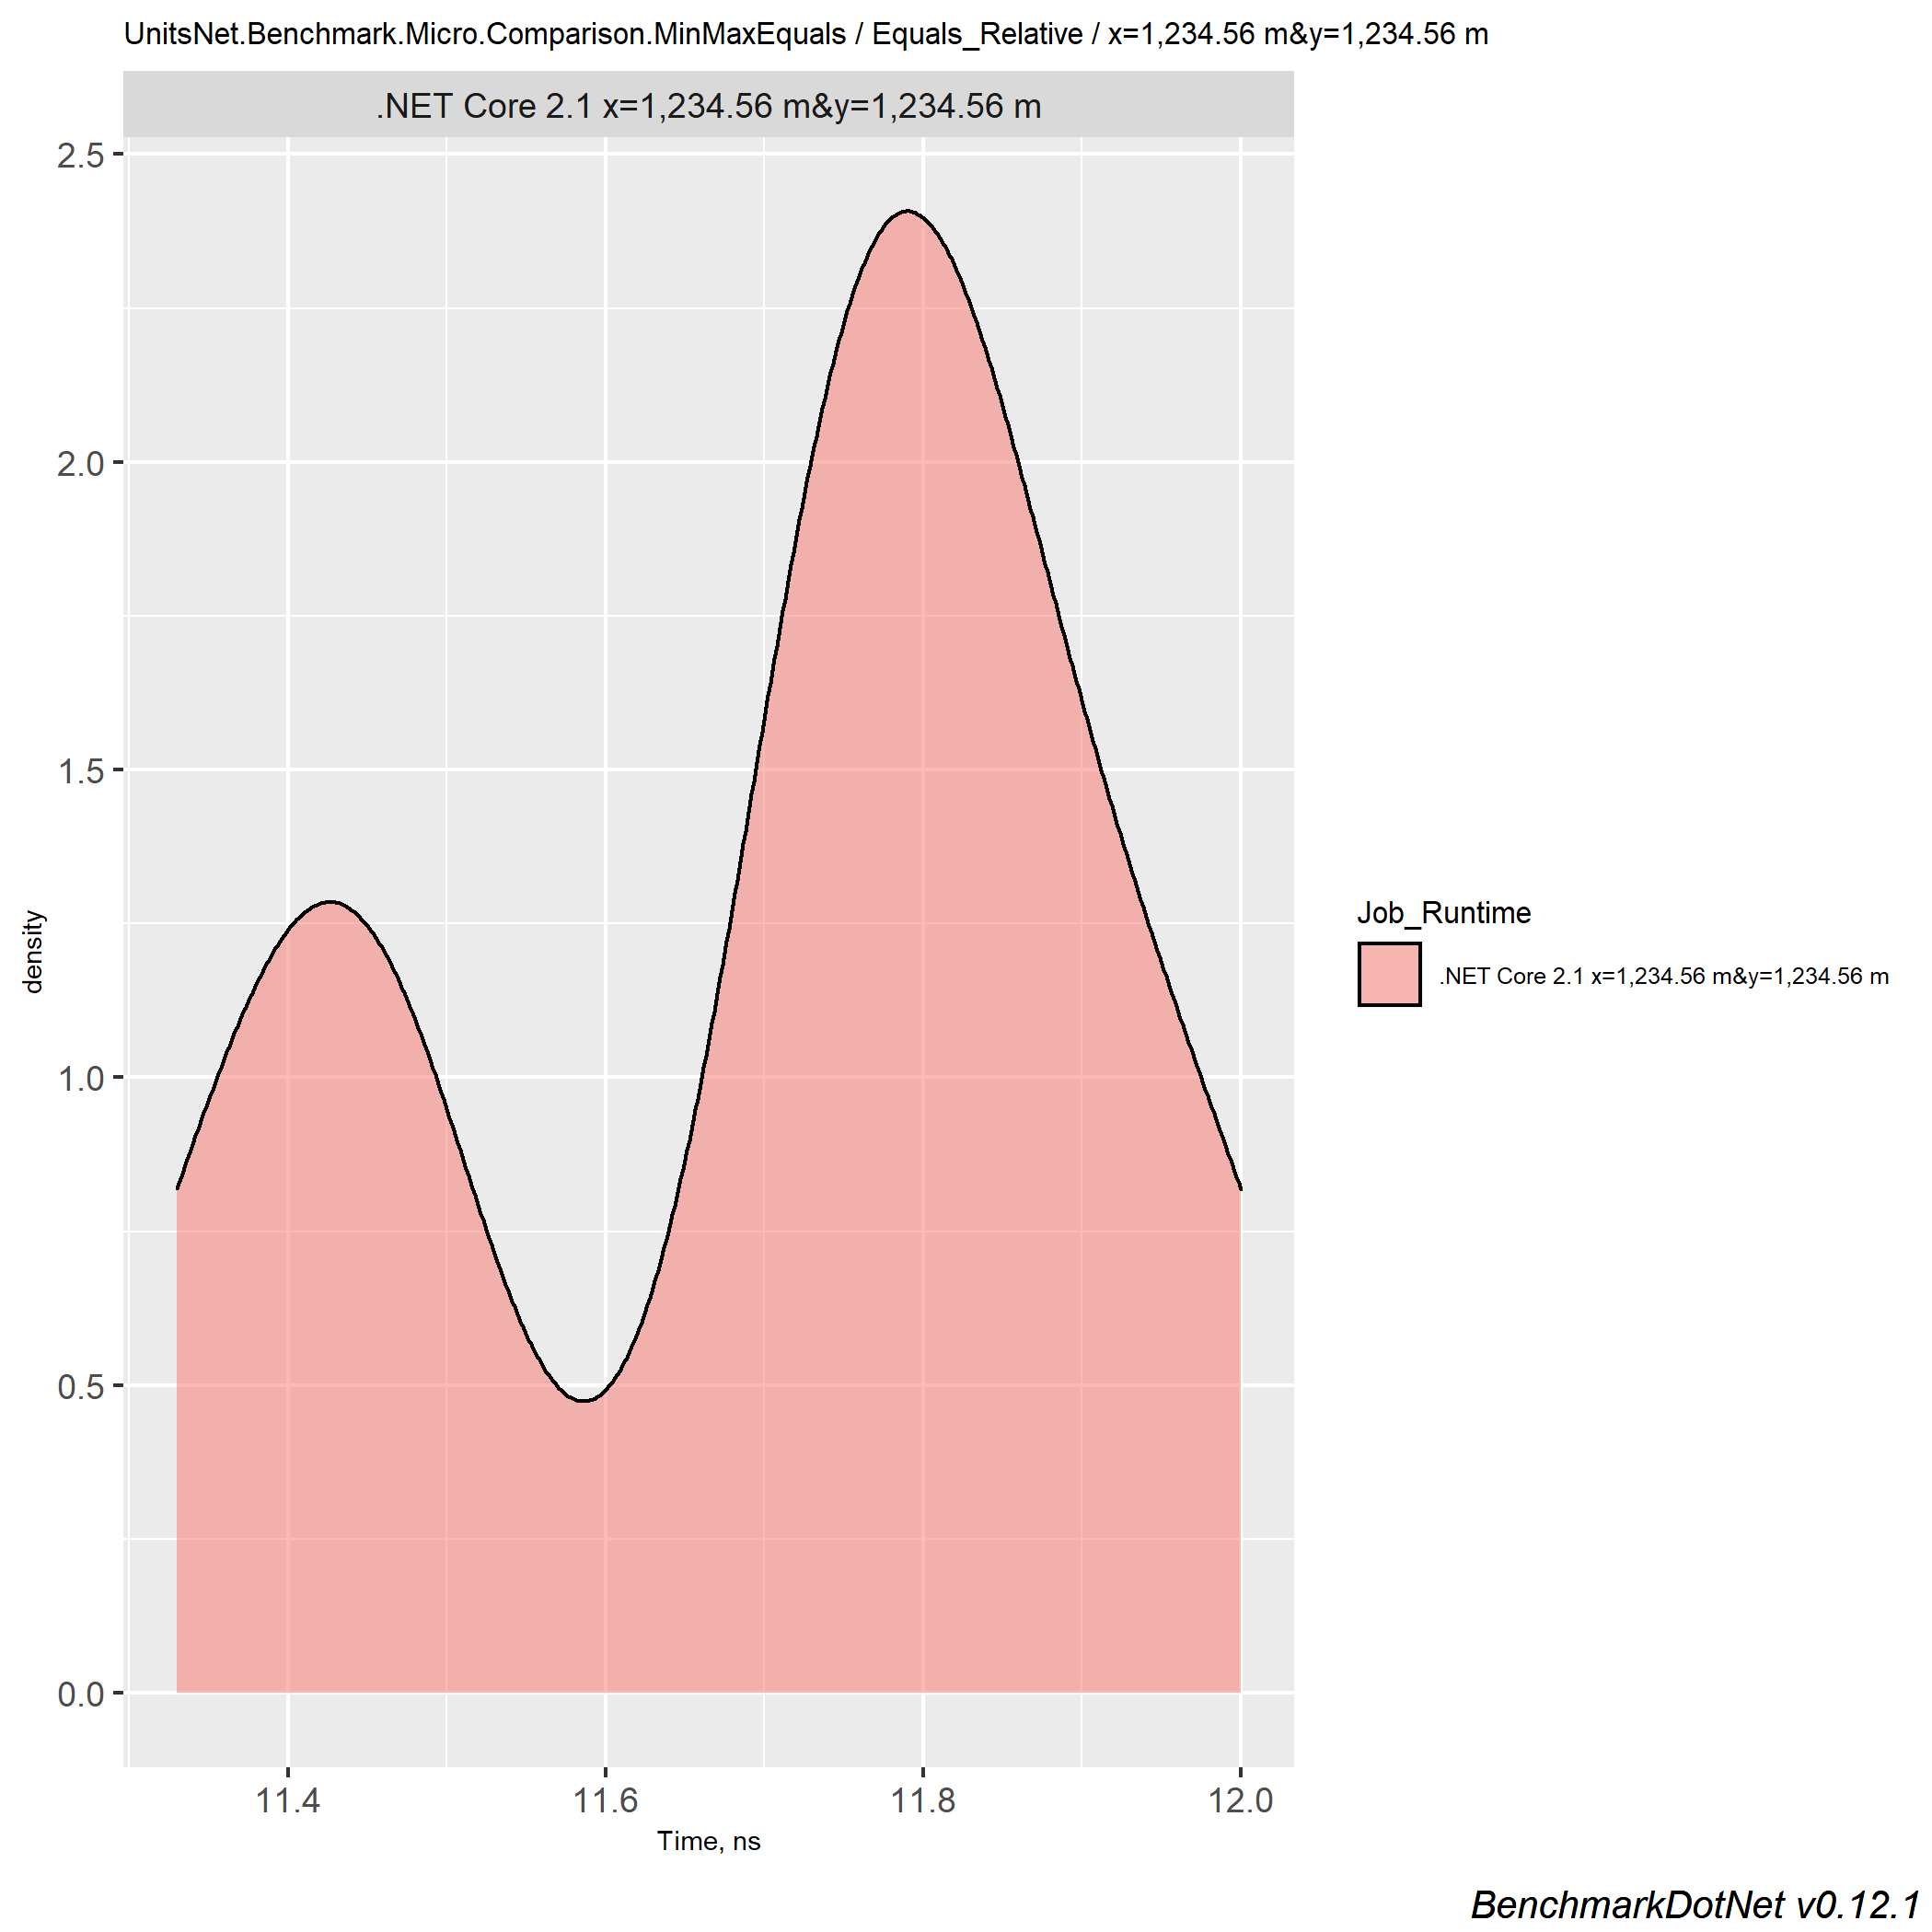 UnitsNet.Benchmark.Micro.Comparison.MinMaxEquals / Equals_Relative / x=1,234.56 m&y=1,234.56 m
.NET Core 2.1 x=1,234.56 m&y=1,234.56 m
2.5
2.0
1.5
1.0
0.5
0.0
density
11.4
11.6
11.8
12.0
Time, ns
Job_Runtime
.NET Core 2.1 x=1,234.56 m&y=1,234.56 m
BenchmarkDotNet v0.12.1